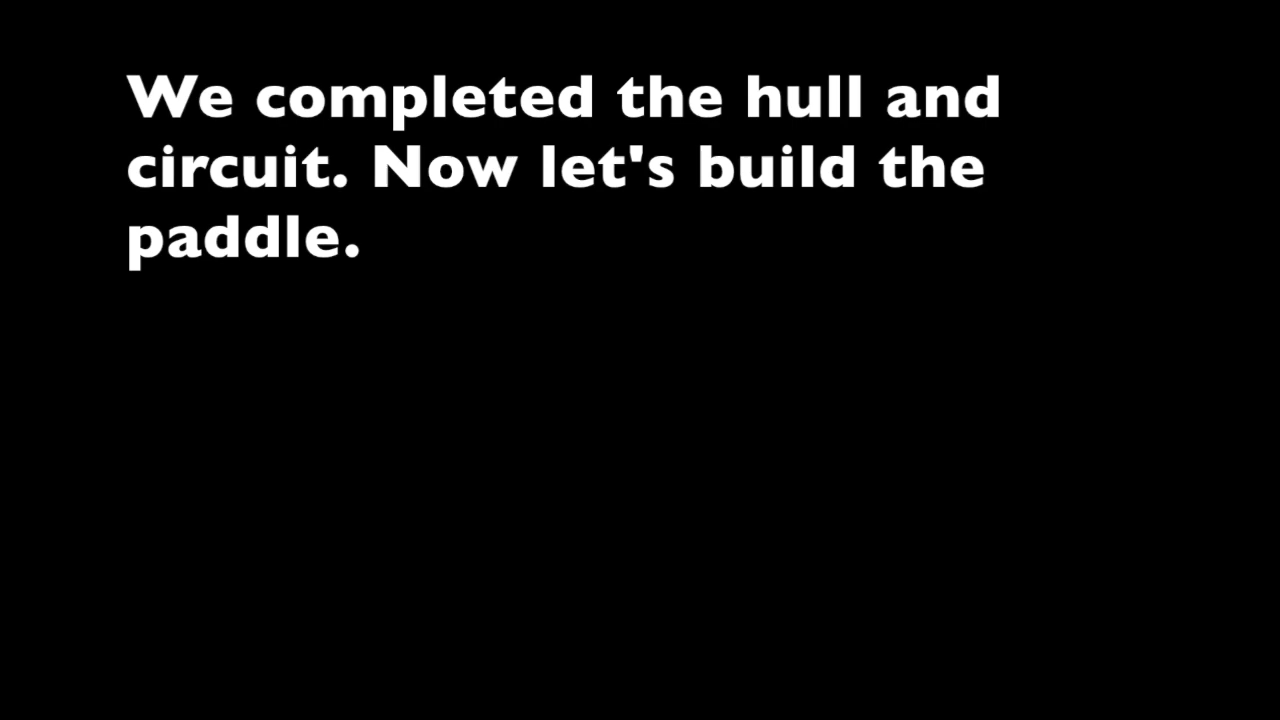 We completed the hull and
circuit. Now let's build the
paddle.